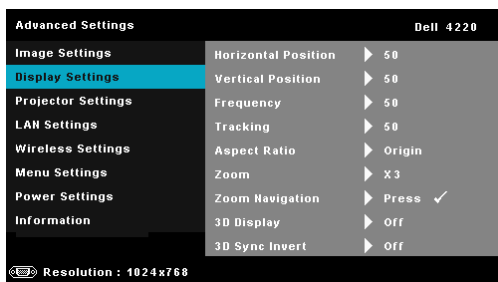 Advanced Settings Dell 4220
Image Settings Horizontal Position 50
Display Settings Vertical Position 50
Projector Settings Frequency 50
LAN Settings Tracking 50
Wireless Settings Aspect Ratio Origin
Menu Settings Zoom X3
Power Settings Zoom Navigation Press ✓
Information 3D Display Off
3D Sync Invert Off
Resolution : 1024x768